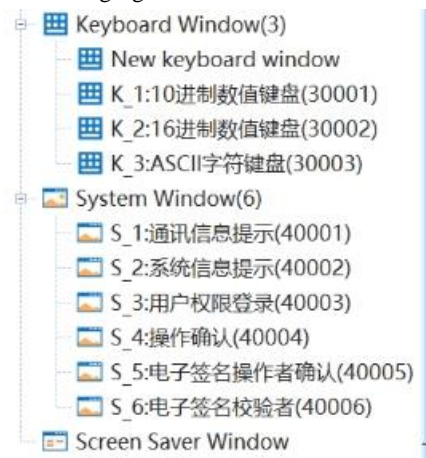 Keyboard Window(3)
New keyboard window
K_1:10进制数值键盘(30001)
K_2:16进制数值键盘(30002)
K_3:ASCII字符键盘(30003)
System Window(6)
S_1:通讯信息提示(40001)
S_2:系统信息提示(40002)
S_3:用户权限登录(40003)
S_4:操作确认(40004)
S_5:电子签名操作者确认(40005)
S_6:电子签名校验者(40006)
Screen Saver Window